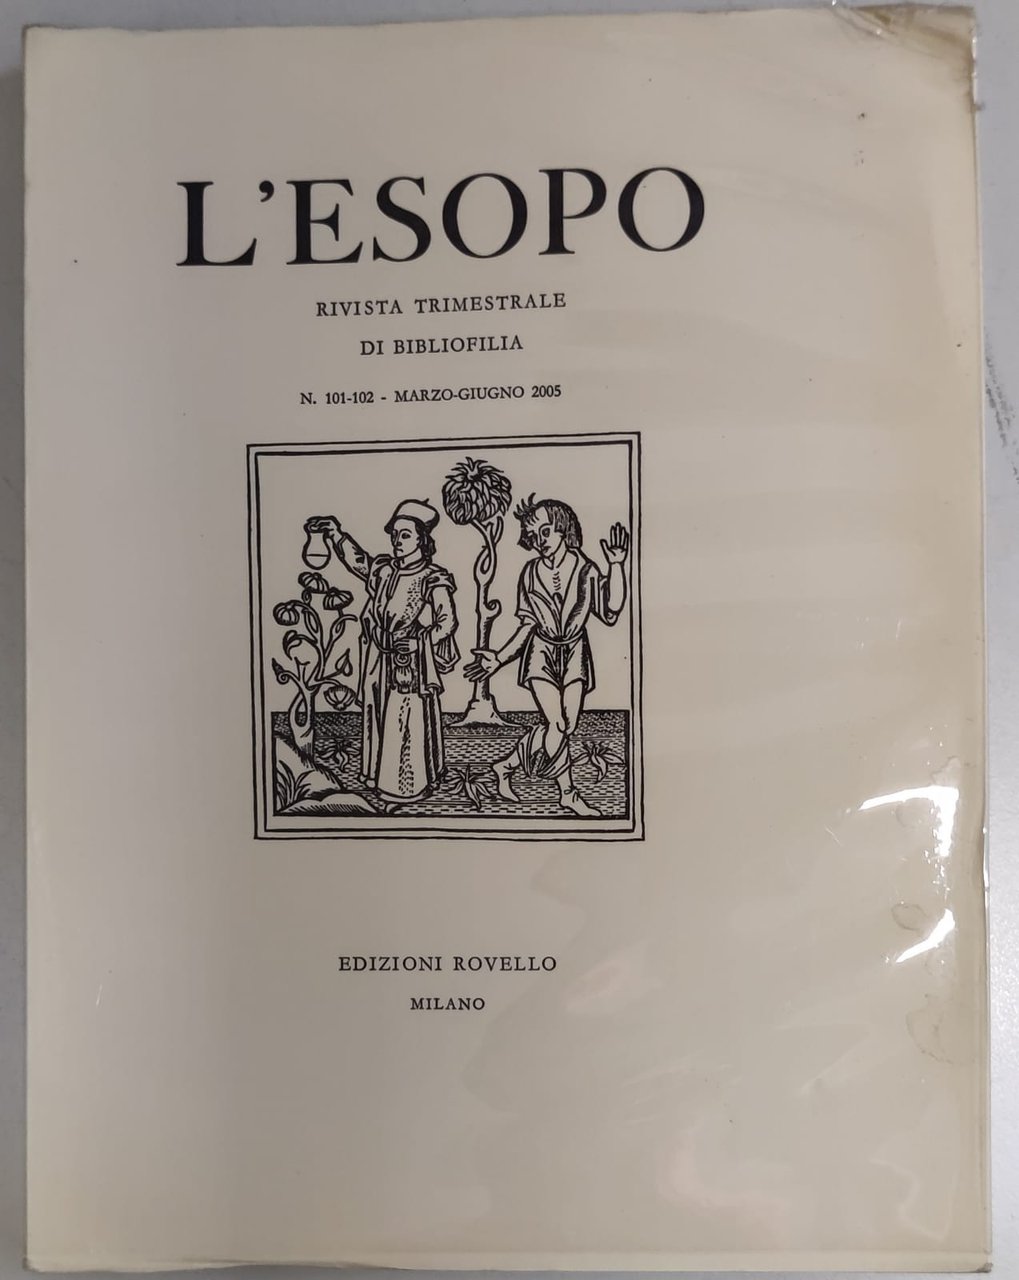 L'ESOPO
RIVISTA TRIMESTRALE
DI BIBLIOFILIA
N. 101-102 - MARZO-GIUGNO 2005
EDIZIONI ROVELLO
MILANO